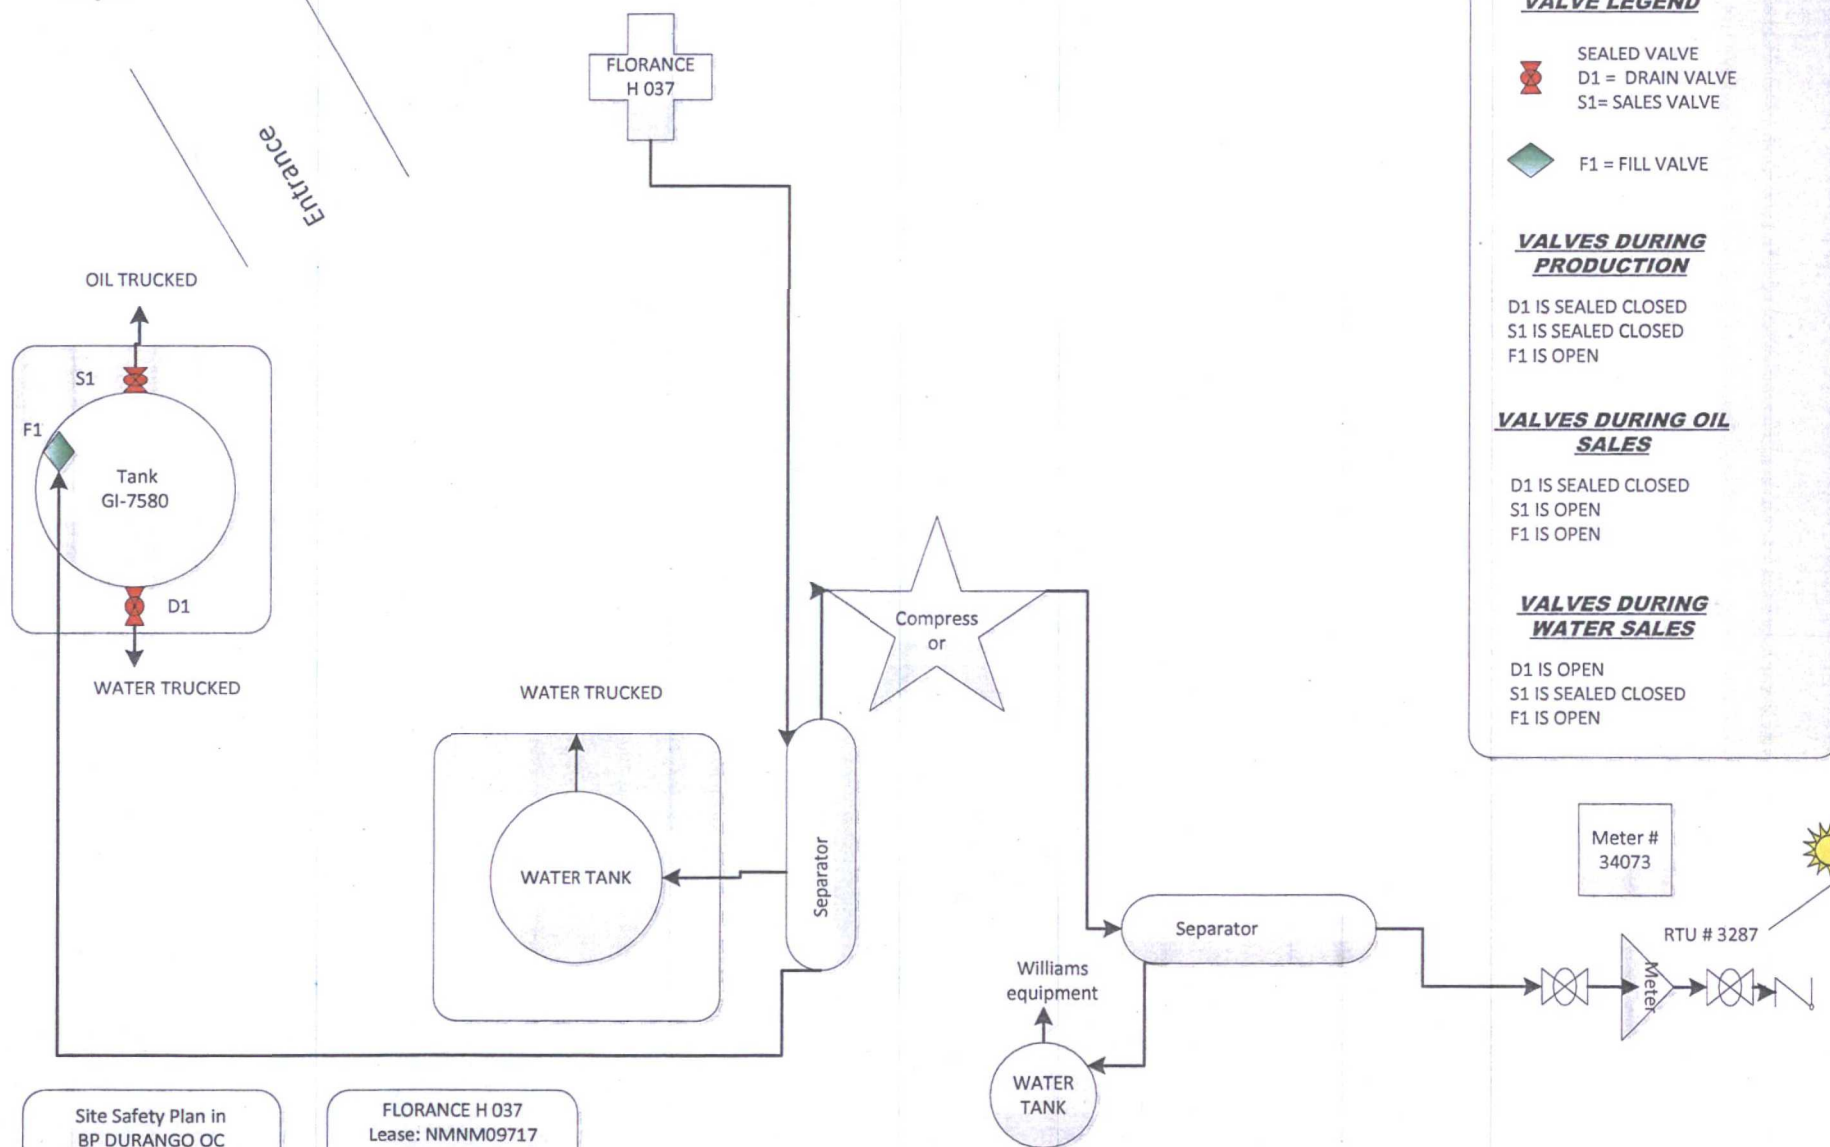 VALVE LEGEND
SEALED VALVE
D1 = DRAIN VALVE
S1= SALES VALVE
F1 = FILL VALVE
VALVES DURING
PRODUCTION
D1 IS SEALED CLOSED
S1 IS SEALED CLOSED
F1 IS OPEN
VALVES DURING OIL
SALES
D1 IS SEALED CLOSED
S1 IS OPEN
F1 IS OPEN
VALVES DURING
WATER SALES
D1 IS OPEN
S1 IS SEALED CLOSED
F1 IS OPEN
FLORANCE
H 037
Entrance
OIL TRUCKED
S1
F1
Tank
GI-7580
D1
WATER TRUCKED
WATER TRUCKED
WATER TANK
Separator
Compress
or
Separator
Williams
equipment
WATER
TANK
Meter #
34073
RTU # 3287
Meter
Site Safety Plan in
BP DURANGO OC
FLORANCE H 037
Lease: NMNM09717